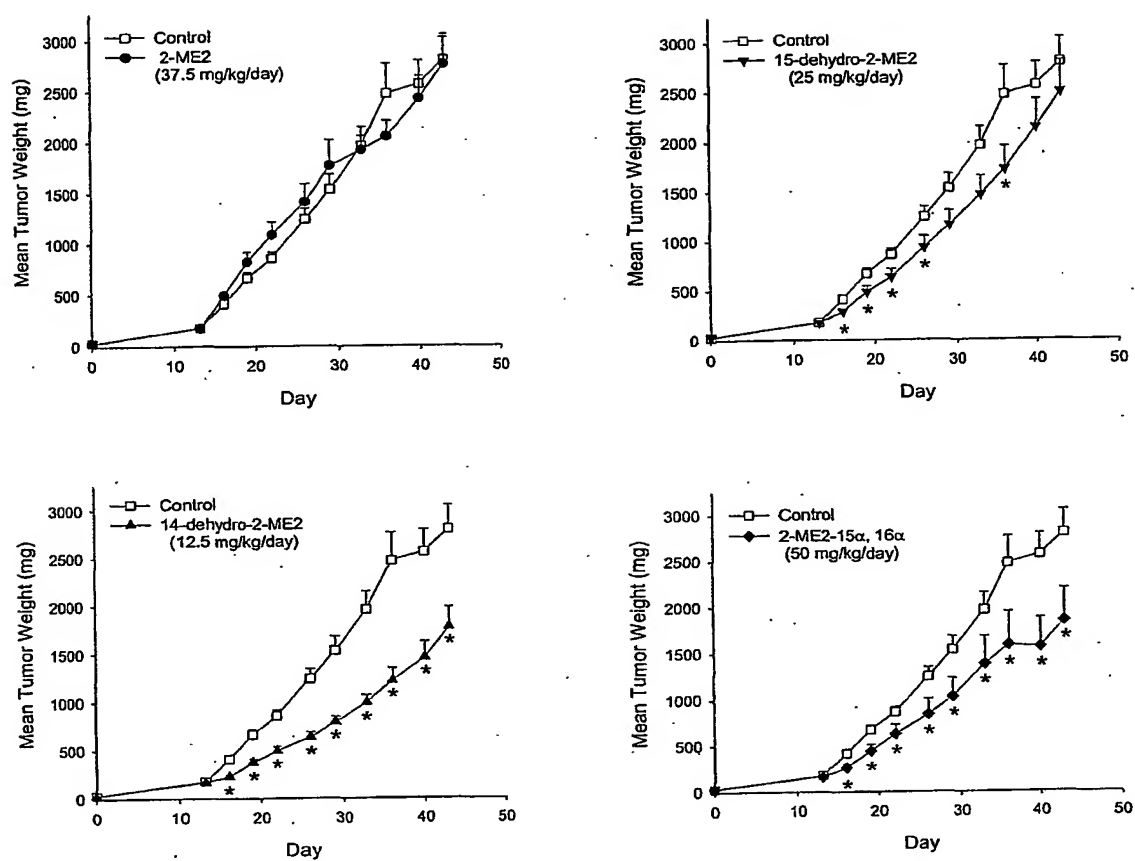 Control
2-ME2
(37.5 mg/kg/day)
Mean Tumor Weight (mg)
3000
2500
2000
1500
1000
500
0
0 10 20 30 40 50
Day
Control
15-dehydro-2-ME2
(25 mg/kg/day)
Mean Tumor Weight (mg)
3000
2500
2000
1500
1000
500
0
* * * * *
0 10 20 30 40 50
Day
Control
14-dehydro-2-ME2
(12.5 mg/kg/day)
Mean Tumor Weight (mg)
3000
2500
2000
1500
1000
500
0
* * * * * * * * *
0 10 20 30 40 50
Day
Control
2-ME2-15α, 16α
(50 mg/kg/day)
Mean Tumor Weight (mg)
3000
2500
2000
1500
1000
500
0
* * * * * * * * *
0 10 20 30 40 50
Day